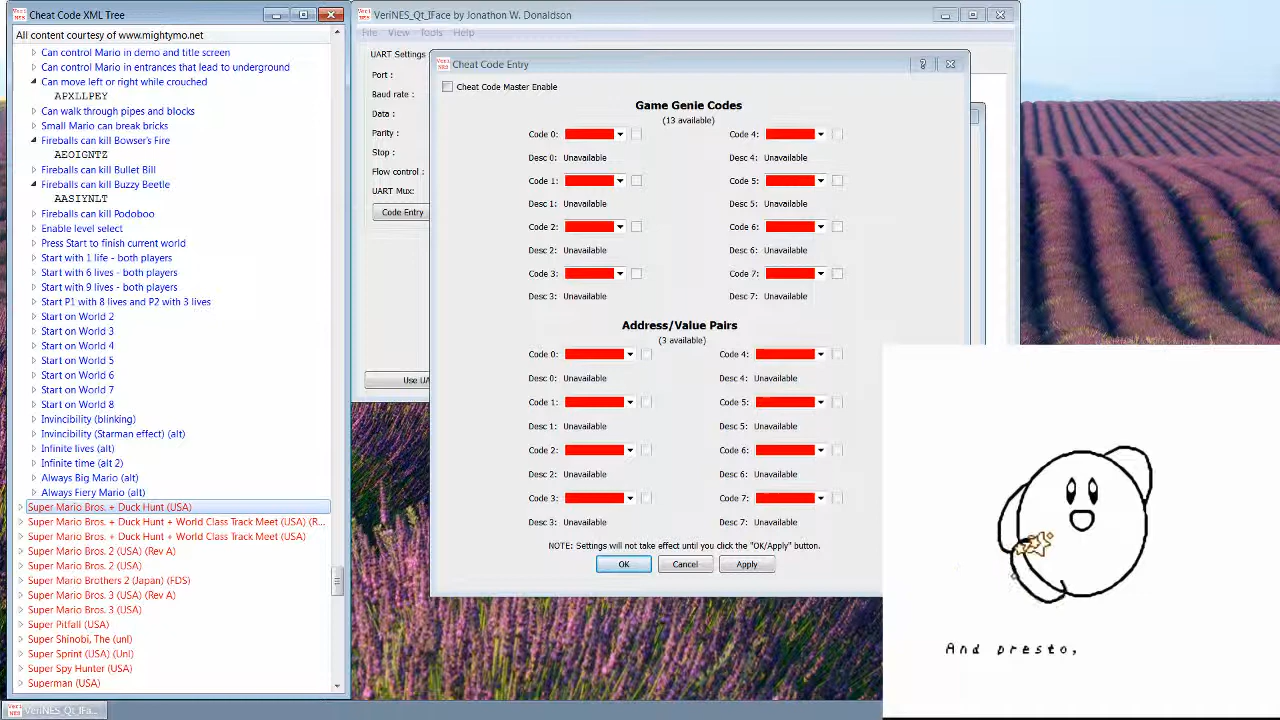 Cheat Code XML Tree
All content courtesy of www.mightymo.net
Can control Mario in demo and title screen
Can control Mario in entrances that lead to underground
Can move left or right while crouched
APXLLPEY
Can walk through pipes and blocks
Small Mario can break bricks
Fireballs can kill Bowser's Fire
AEOIGNTZ
Fireballs can kill Bullet Bill
Fireballs can kill Buzzy Beetle
AASIYNLT
Fireballs can kill Podoboo
Enable level select
Press Start to finish current world
Start with 1 life - both players
Start with 6 lives - both players
Start with 9 lives - both players
Start P1 with 8 lives and P2 with 3 lives
Start on World 2
Start on World 3
Start on World 4
Start on World 5
Start on World 6
Start on World 7
Start on World 8
Invincibility (blinking)
Invincibility (Starman effect) (alt)
Infinite lives (alt)
Infinite time (alt 2)
Always Big Mario (alt)
Always Fiery Mario (alt)
Super Mario Bros. + Duck Hunt (USA)
Super Mario Bros. + Duck Hunt + World Class Track Meet (USA) (R...
Super Mario Bros. + Duck Hunt + World Class Track Meet (USA)
Super Mario Bros. 2 (USA) (Rev A)
Super Mario Bros. 2 (USA)
Super Mario Brothers 2 (Japan) (FDS)
Super Mario Bros. 3 (USA) (Rev A)
Super Mario Bros. 3 (USA)
Super Pitfall (USA)
Super Shinobi, The (unl)
Super Sprint (USA) (Unl)
Super Spy Hunter (USA)
Superman (USA)
VeriNES_Qt_IFa...
VeriNES_Qt_IFace by Jonathon W. Donaldson
File View Tools Help
UART Settings
Port :
Baud rate :
Data :
Parity :
Stop :
Flow control :
UART Mux:
Code Entry
Use UA
Cheat Code Entry
Cheat Code Master Enable
Game Genie Codes
(13 available)
Code 0: Code 4:
Desc 0: Unavailable Desc 4: Unavailable
Code 1: Code 5:
Desc 1: Unavailable Desc 5: Unavailable
Code 2: Code 6:
Desc 2: Unavailable Desc 6: Unavailable
Code 3: Code 7:
Desc 3: Unavailable Desc 7: Unavailable
Address/Value Pairs
(3 available)
Code 0: Code 4:
Desc 0: Unavailable Desc 4: Unavailable
Code 1: Code 5:
Desc 1: Unavailable Desc 5: Unavailable
Code 2: Code 6:
Desc 2: Unavailable Desc 6: Unavailable
Code 3: Code 7:
Desc 3: Unavailable Desc 7: Unavailable
NOTE: Settings will not take effect until you click the "OK/Apply" button.
OK Cancel Apply
And presto,